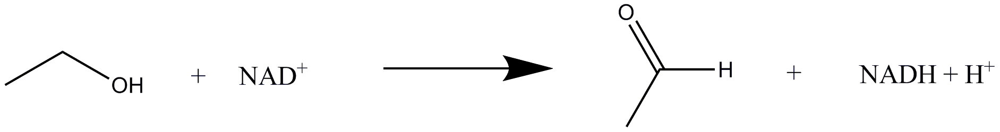 OH + NAD⁺ O H + NADH + H⁺